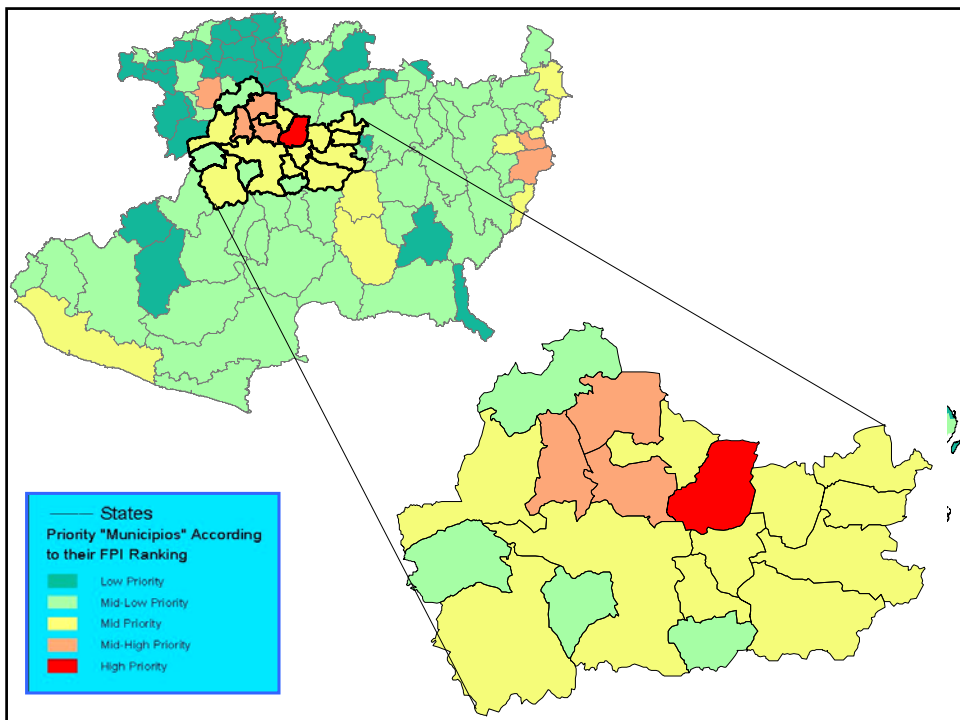 States
Priority "Municipios" According
to their FPI Ranking
Low Priority
Mid-Low Priority
Mid Priority
Mid-High Priority
High Priority